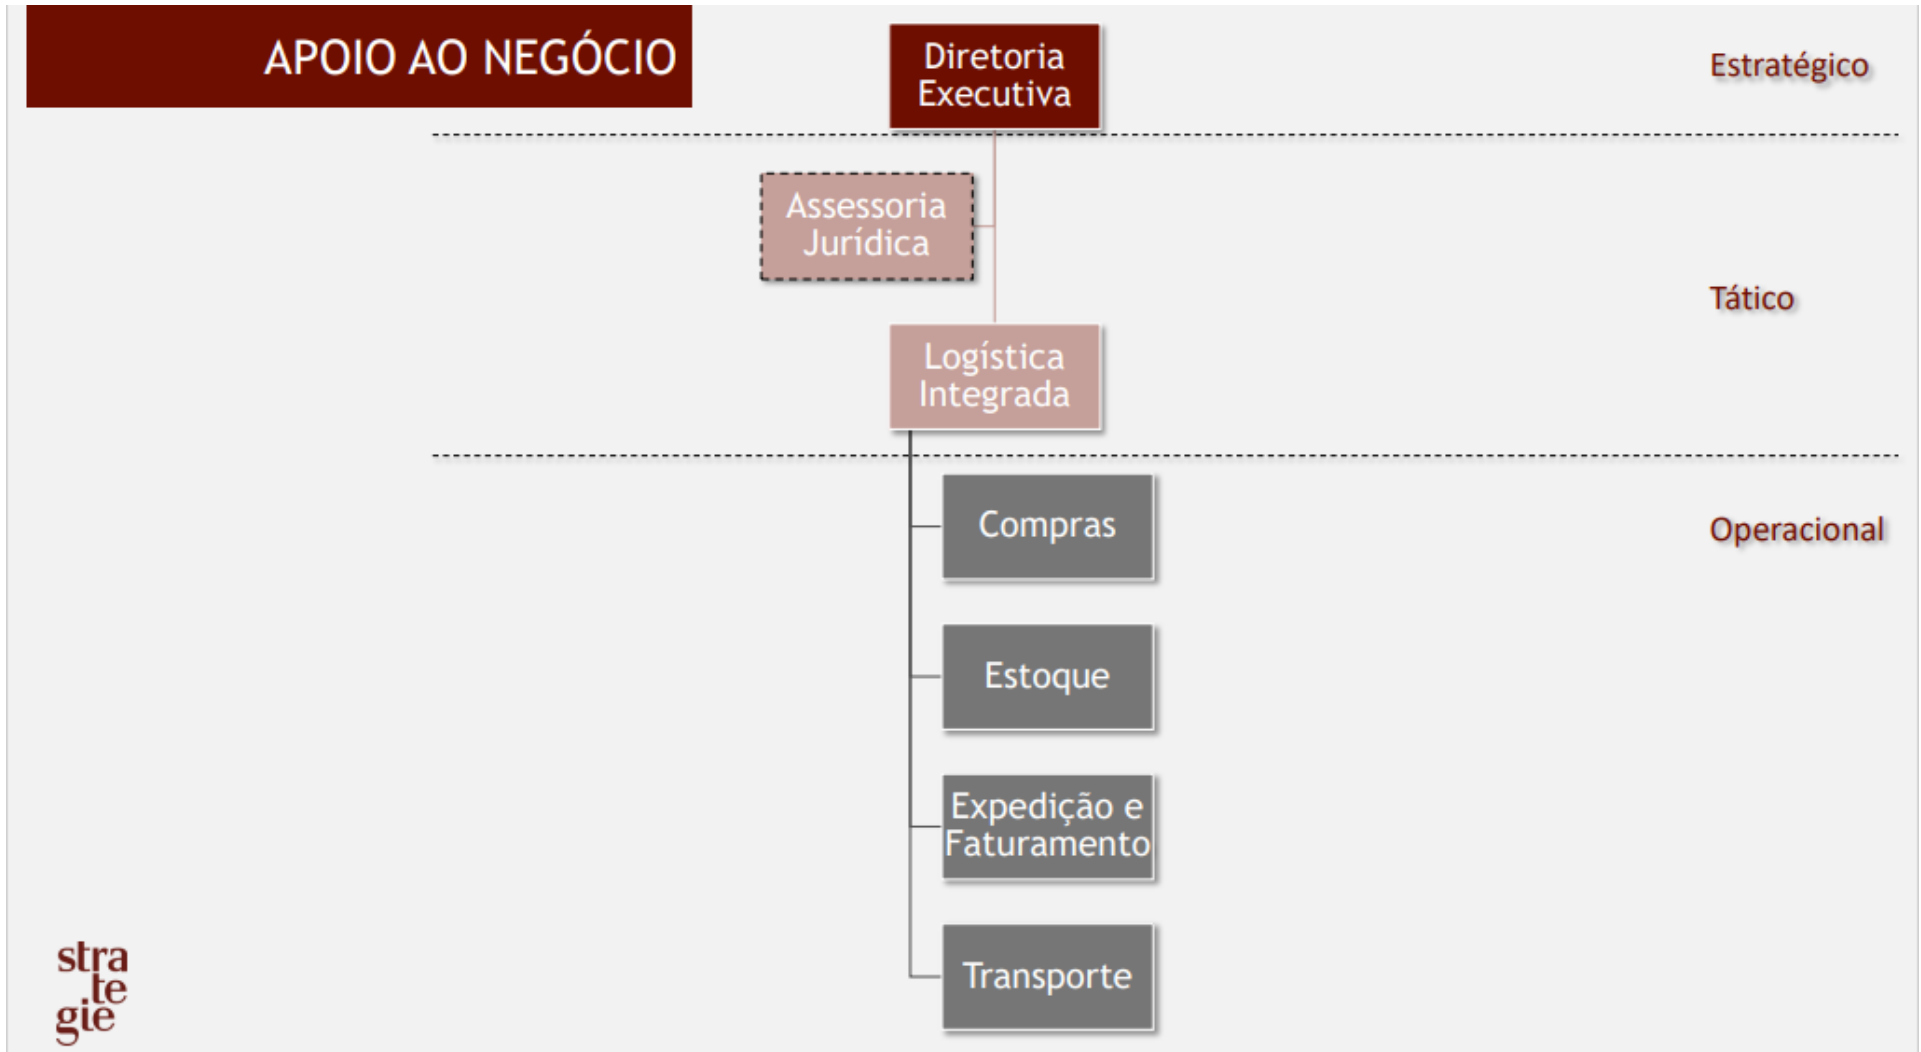 APOIO AO NEGÓCIO
Diretoria
Executiva
Estratégico
Assessoria
Jurídica
Tático
Logística
Integrada
Compras
Operacional
Estoque
Expedição e
Faturamento
Transporte
stra
te
gie